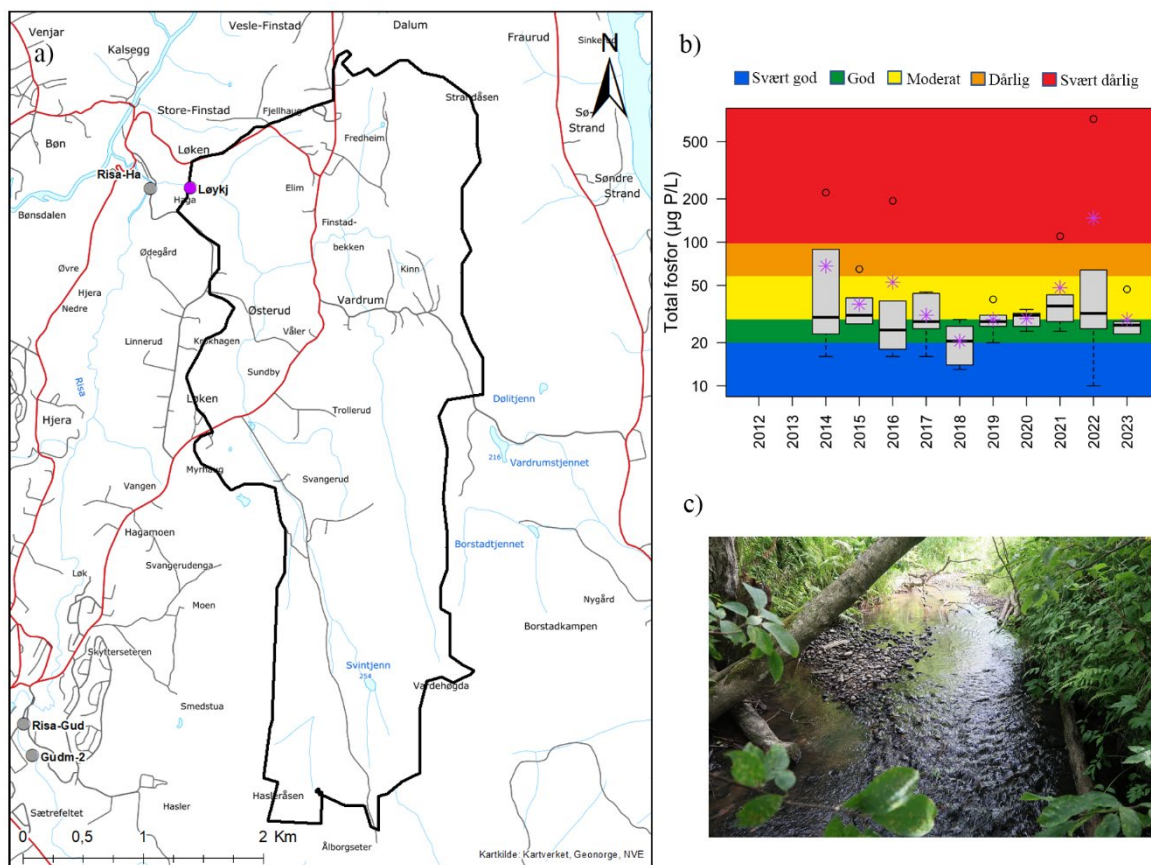 a)
Venjar
Vesle-Finstad
Dalum
Fraurud
Sinkerud
Kalsegg
N
Store-Finstad
Fjellhaug
Strandåsen
Sø
Strand
Bøn
Løken
Fredheim
Risa-Ha
Løykj
Haga
Elim
Søndre
Strand
Bønsdalen
Finstad-
bekken
Ødegård
Kinn
Øvre
Hjera
Nedre
Østerud
Vardrum
Våler
Linnerud
Krokhagen
Risa
Sundby
Løken
Trollerud
Dølitjenn
Hjera
216
Vardrumstjennet
Myrhaug
Svangerud
Vangen
Hagamoen
Borstadtjennet
Svangerudenga
Løk
Nygård
Moen
Borstadkampen
Skytterseteren
Svintjenn
254
Vardehøgda
Smedstua
Risa-Gud
Gudm-2
Hasleråsen
Hasler
Sætrefeltet
0 0,5 1 2 Km
Ålborgseter
Kartkilde: Kartverket, Geonorge, NVE
b)
Svært god God Moderat Dårlig Svært dårlig
Total fosfor (µg P/L)
500
200
100
50
20
10
2012 2013 2014 2015 2016 2017 2018 2019 2020 2021 2022 2023
c)